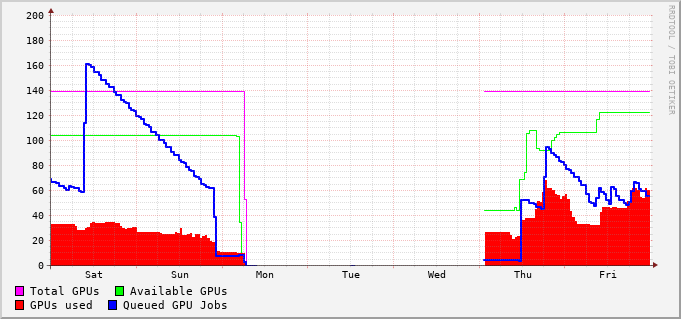 200
180
160
140
120
100
80
60
40
20
0
Sat Sun Mon Tue Wed Thu Fri
Total GPUs Available GPUs
GPUs used Queued GPU Jobs
RRDTOOL / TOBI OETIKER